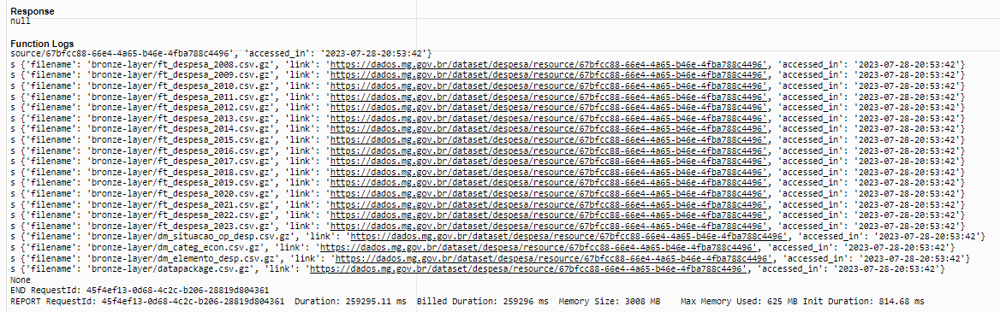 Response
null
Function Logs
source/67bfcc88-66e4-4a65-b46e-4fba788c4496', 'accessed_in': '2023-07-28-20:53:42'}
s {'filename': 'bronze-layer/ft_despesa_2008.csv.gz', 'link': 'https://dados.mg.gov.br/dataset/despesa/resource/67bfcc88-66e4-4a65-b46e-4fba788c4496', 'accessed_in': '2023-07-28-20:53:42'}
s {'filename': 'bronze-layer/ft_despesa_2009.csv.gz', 'link': 'https://dados.mg.gov.br/dataset/despesa/resource/67bfcc88-66e4-4a65-b46e-4fba788c4496', 'accessed_in': '2023-07-28-20:53:42'}
s {'filename': 'bronze-layer/ft_despesa_2010.csv.gz', 'link': 'https://dados.mg.gov.br/dataset/despesa/resource/67bfcc88-66e4-4a65-b46e-4fba788c4496', 'accessed_in': '2023-07-28-20:53:42'}
s {'filename': 'bronze-layer/ft_despesa_2011.csv.gz', 'link': 'https://dados.mg.gov.br/dataset/despesa/resource/67bfcc88-66e4-4a65-b46e-4fba788c4496', 'accessed_in': '2023-07-28-20:53:42'}
s {'filename': 'bronze-layer/ft_despesa_2012.csv.gz', 'link': 'https://dados.mg.gov.br/dataset/despesa/resource/67bfcc88-66e4-4a65-b46e-4fba788c4496', 'accessed_in': '2023-07-28-20:53:42'}
s {'filename': 'bronze-layer/ft_despesa_2013.csv.gz', 'link': 'https://dados.mg.gov.br/dataset/despesa/resource/67bfcc88-66e4-4a65-b46e-4fba788c4496', 'accessed_in': '2023-07-28-20:53:42'}
s {'filename': 'bronze-layer/ft_despesa_2014.csv.gz', 'link': 'https://dados.mg.gov.br/dataset/despesa/resource/67bfcc88-66e4-4a65-b46e-4fba788c4496', 'accessed_in': '2023-07-28-20:53:42'}
s {'filename': 'bronze-layer/ft_despesa_2015.csv.gz', 'link': 'https://dados.mg.gov.br/dataset/despesa/resource/67bfcc88-66e4-4a65-b46e-4fba788c4496', 'accessed_in': '2023-07-28-20:53:42'}
s {'filename': 'bronze-layer/ft_despesa_2016.csv.gz', 'link': 'https://dados.mg.gov.br/dataset/despesa/resource/67bfcc88-66e4-4a65-b46e-4fba788c4496', 'accessed_in': '2023-07-28-20:53:42'}
s {'filename': 'bronze-layer/ft_despesa_2017.csv.gz', 'link': 'https://dados.mg.gov.br/dataset/despesa/resource/67bfcc88-66e4-4a65-b46e-4fba788c4496', 'accessed_in': '2023-07-28-20:53:42'}
s {'filename': 'bronze-layer/ft_despesa_2018.csv.gz', 'link': 'https://dados.mg.gov.br/dataset/despesa/resource/67bfcc88-66e4-4a65-b46e-4fba788c4496', 'accessed_in': '2023-07-28-20:53:42'}
s {'filename': 'bronze-layer/ft_despesa_2019.csv.gz', 'link': 'https://dados.mg.gov.br/dataset/despesa/resource/67bfcc88-66e4-4a65-b46e-4fba788c4496', 'accessed_in': '2023-07-28-20:53:42'}
s {'filename': 'bronze-layer/ft_despesa_2020.csv.gz', 'link': 'https://dados.mg.gov.br/dataset/despesa/resource/67bfcc88-66e4-4a65-b46e-4fba788c4496', 'accessed_in': '2023-07-28-20:53:42'}
s {'filename': 'bronze-layer/ft_despesa_2021.csv.gz', 'link': 'https://dados.mg.gov.br/dataset/despesa/resource/67bfcc88-66e4-4a65-b46e-4fba788c4496', 'accessed_in': '2023-07-28-20:53:42'}
s {'filename': 'bronze-layer/ft_despesa_2022.csv.gz', 'link': 'https://dados.mg.gov.br/dataset/despesa/resource/67bfcc88-66e4-4a65-b46e-4fba788c4496', 'accessed_in': '2023-07-28-20:53:42'}
s {'filename': 'bronze-layer/ft_despesa_2023.csv.gz', 'link': 'https://dados.mg.gov.br/dataset/despesa/resource/67bfcc88-66e4-4a65-b46e-4fba788c4496', 'accessed_in': '2023-07-28-20:53:42'}
s {'filename': 'bronze-layer/dm_situacao_op_desp.csv.gz', 'link': 'https://dados.mg.gov.br/dataset/despesa/resource/67bfcc88-66e4-4a65-b46e-4fba788c4496', 'accessed_in': '2023-07-28-20:53:42'}
s {'filename': 'bronze-layer/dm_categ_econ.csv.gz', 'link': 'https://dados.mg.gov.br/dataset/despesa/resource/67bfcc88-66e4-4a65-b46e-4fba788c4496', 'accessed_in': '2023-07-28-20:53:42'}
s {'filename': 'bronze-layer/dm_elemento_desp.csv.gz', 'link': 'https://dados.mg.gov.br/dataset/despesa/resource/67bfcc88-66e4-4a65-b46e-4fba788c4496', 'accessed_in': '2023-07-28-20:53:42'}
s {'filename': 'bronze-layer/datapackage.csv.gz', 'link': 'https://dados.mg.gov.br/dataset/despesa/resource/67bfcc88-66e4-4a65-b46e-4fba788c4496', 'accessed_in': '2023-07-28-20:53:42'}
None
END RequestId: 45f4ef13-0d68-4c2c-b206-28819d804361
REPORT RequestId: 45f4ef13-0d68-4c2c-b206-28819d804361 Duration: 259295.11 ms Billed Duration: 259296 ms Memory Size: 3008 MB Max Memory Used: 625 MB Init Duration: 814.68 ms